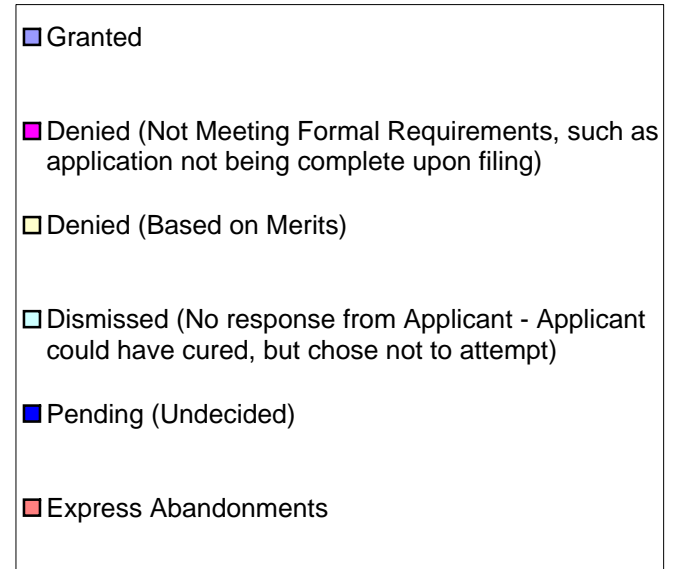 Granted
Denied (Not Meeting Formal Requirements, such as
application not being complete upon filing)
Denied (Based on Merits)
Dismissed (No response from Applicant - Applicant
could have cured, but chose not to attempt)
Pending (Undecided)
Express Abandonments